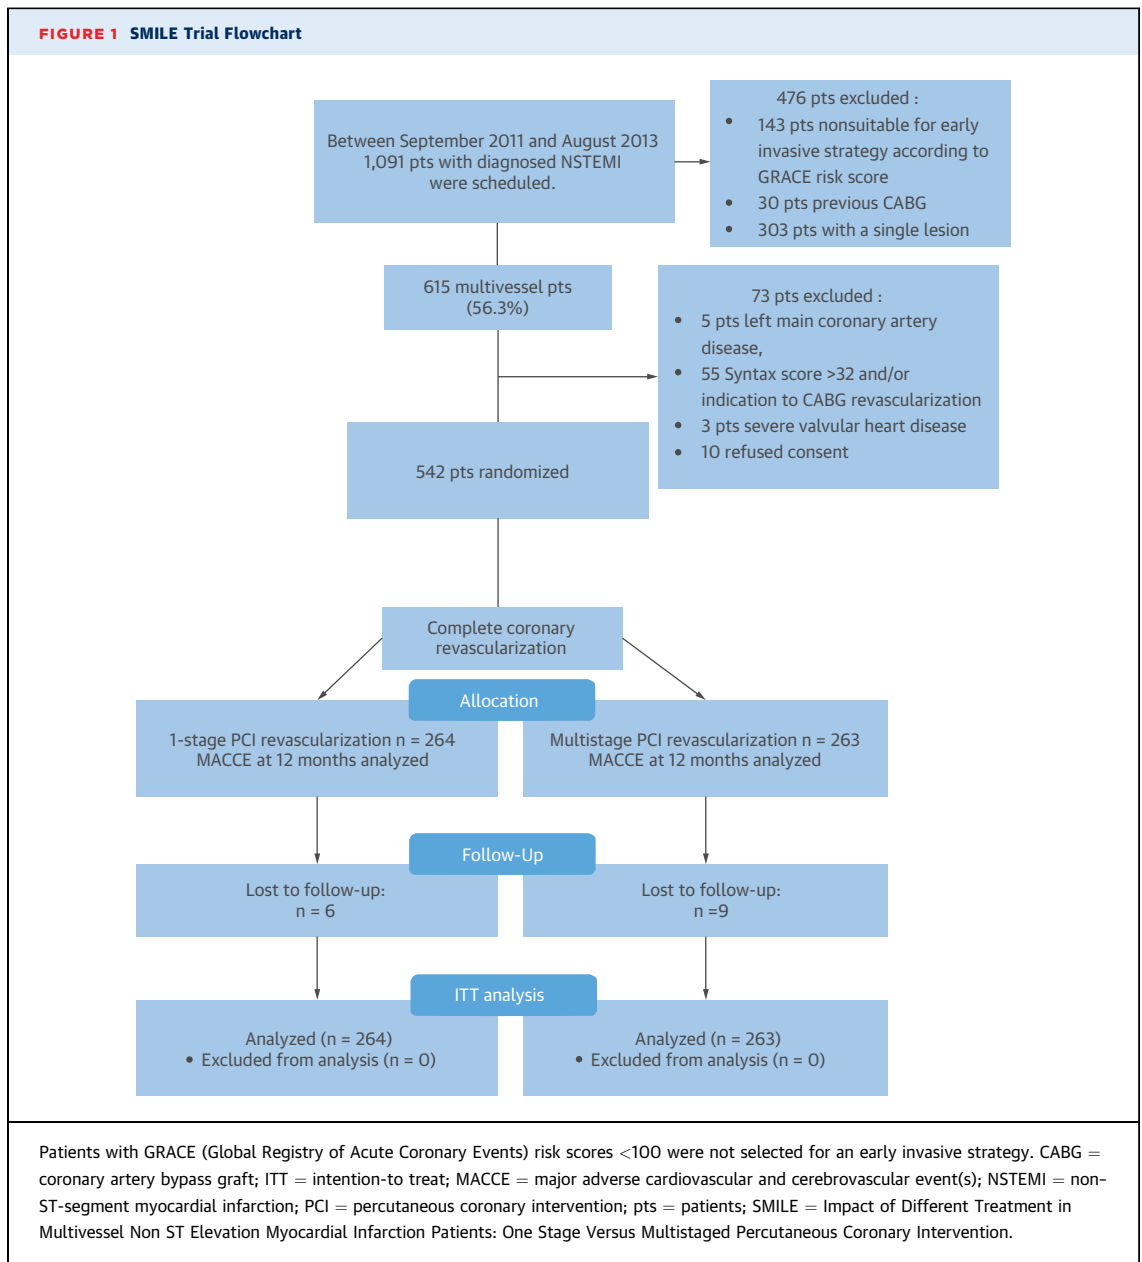 FIGURE 1 SMILE Trial Flowchart
Between September 2011 and August 2013
1,091 pts with diagnosed NSTEMI
were scheduled.
476 pts excluded :
• 143 pts nonsuitable for early
invasive strategy according to
GRACE risk score
• 30 pts previous CABG
• 303 pts with a single lesion
615 multivessel pts
(56.3%)
73 pts excluded :
• 5 pts left main coronary artery
disease,
• 55 Syntax score >32 and/or
indication to CABG revascularization
• 3 pts severe valvular heart disease
• 10 refused consent
542 pts randomized
Complete coronary
revascularization
Allocation
1-stage PCI revascularization n = 264
MACCE at 12 months analyzed
Multistage PCI revascularization n = 263
MACCE at 12 months analyzed
Follow-Up
Lost to follow-up:
n = 6
Lost to follow-up:
n =9
ITT analysis
Analyzed (n = 264)
• Excluded from analysis (n = 0)
Analyzed (n = 263)
• Excluded from analysis (n = 0)
Patients with GRACE (Global Registry of Acute Coronary Events) risk scores <100 were not selected for an early invasive strategy. CABG =
coronary artery bypass graft; ITT = intention-to treat; MACCE = major adverse cardiovascular and cerebrovascular event(s); NSTEMI = non–
ST-segment myocardial infarction; PCI = percutaneous coronary intervention; pts = patients; SMILE = Impact of Different Treatment in
Multivessel Non ST Elevation Myocardial Infarction Patients: One Stage Versus Multistaged Percutaneous Coronary Intervention.